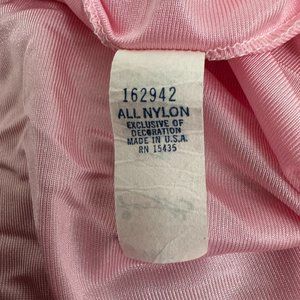 162942
ALL NYLON
EXCLUSIVE OF
DECORATION
MADE IN U.S.A.
RN 15435